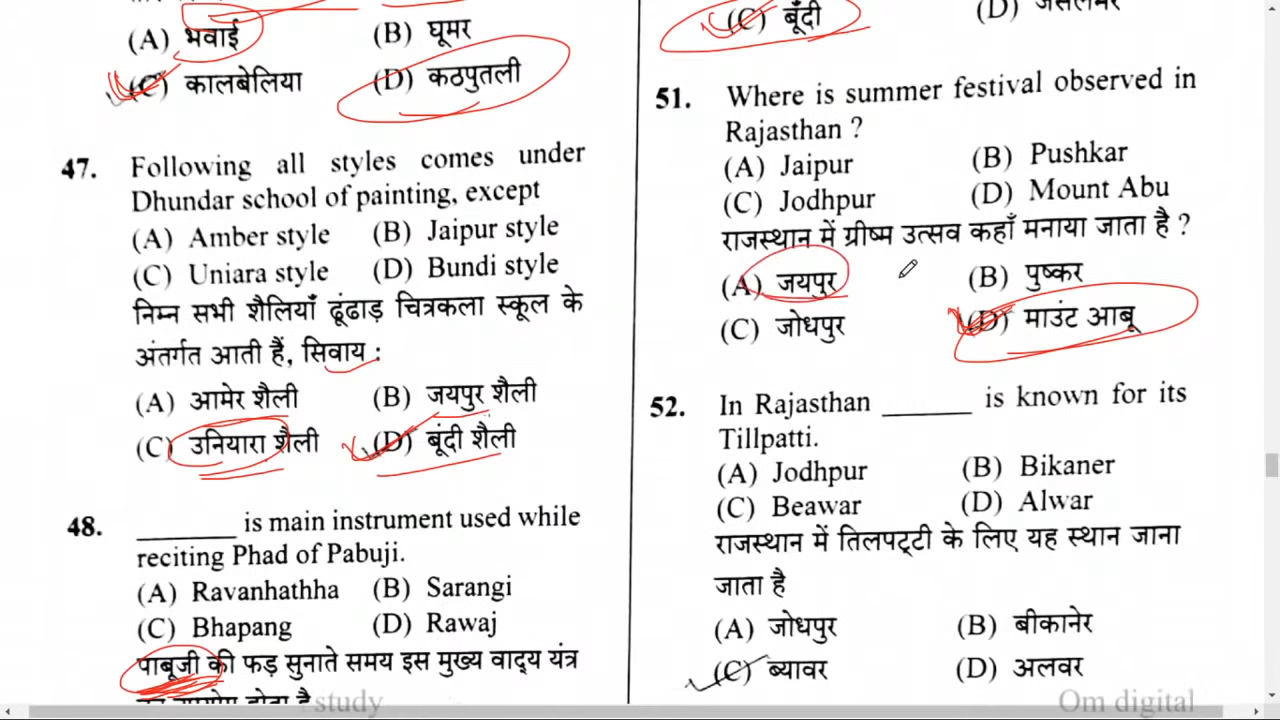 (A) भवाई (B) घूमर
(C) कालबेलिया (D) कठपुतली
47. Following all styles comes under
Dhundar school of painting, except
(A) Amber style (B) Jaipur style
(C) Uniara style (D) Bundi style
निम्न सभी शैलियाँ ढूंढाड़ चित्रकला स्कूल के
अंतर्गत आती हैं, सिवाय :
(A) आमेर शैली (B) जयपुर शैली
(C) उनियारा शैली (D) बूंदी शैली
48. ______ is main instrument used while
reciting Phad of Pabuji.
(A) Ravanhathha (B) Sarangi
(C) Bhapang (D) Rawaj
पाबूजी की फड़ सुनाते समय इस मुख्य वाद्य यंत्र
study
(C) बूँदी (D)
51. Where is summer festival observed in
Rajasthan ?
(A) Jaipur (B) Pushkar
(C) Jodhpur (D) Mount Abu
राजस्थान में ग्रीष्म उत्सव कहाँ मनाया जाता है ?
(A) जयपुर (B) पुष्कर
(C) जोधपुर (D) माउंट आबू
52. In Rajasthan ______ is known for its
Tillpatti.
(A) Jodhpur (B) Bikaner
(C) Beawar (D) Alwar
राजस्थान में तिलपट्टी के लिए यह स्थान जाना
जाता है
(A) जोधपुर (B) बीकानेर
(C) ब्यावर (D) अलवर
Om digital